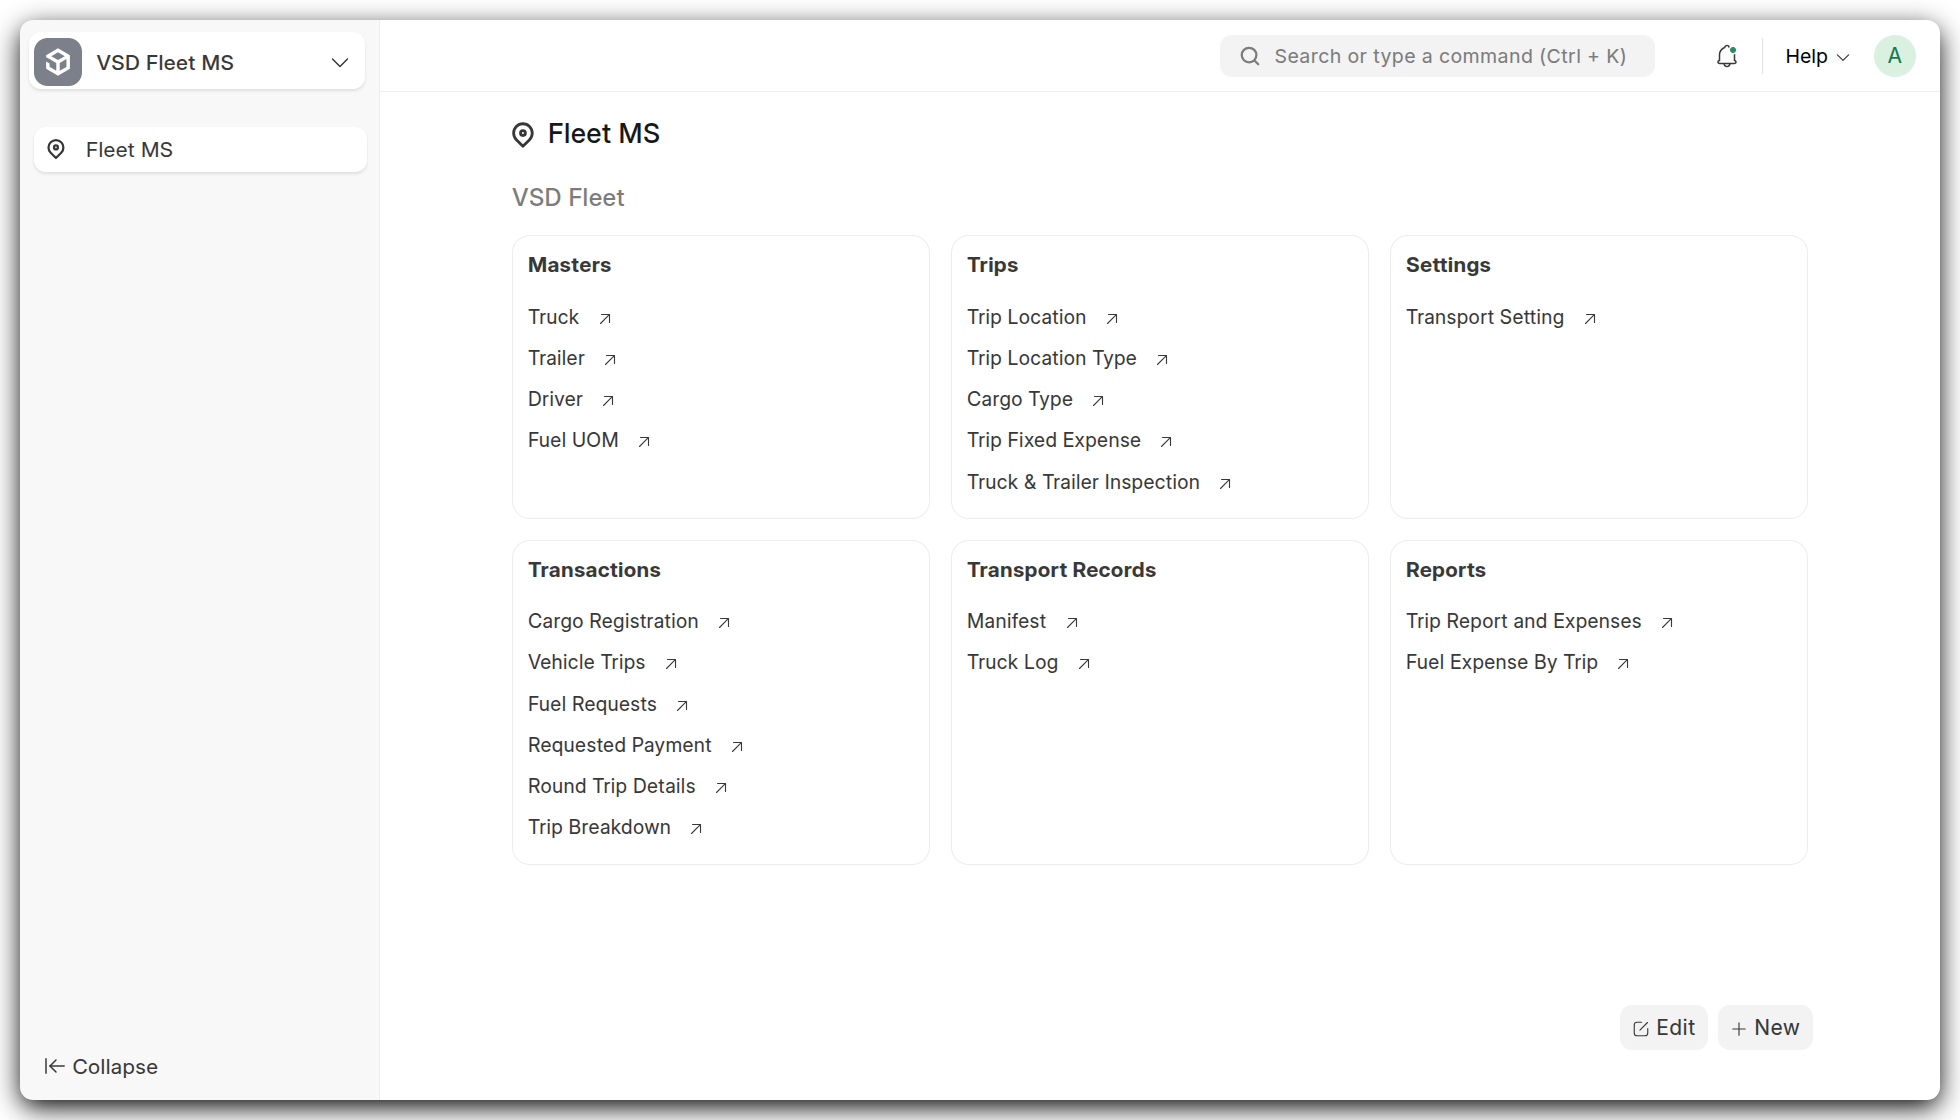 VSD Fleet MS
Search or type a command (Ctrl + K)
Help
A
Fleet MS
Fleet MS
VSD Fleet
Masters
Truck
Trailer
Driver
Fuel UOM
Trips
Trip Location
Trip Location Type
Cargo Type
Trip Fixed Expense
Truck & Trailer Inspection
Settings
Transport Setting
Transactions
Cargo Registration
Vehicle Trips
Fuel Requests
Requested Payment
Round Trip Details
Trip Breakdown
Transport Records
Manifest
Truck Log
Reports
Trip Report and Expenses
Fuel Expense By Trip
Edit
New
Collapse